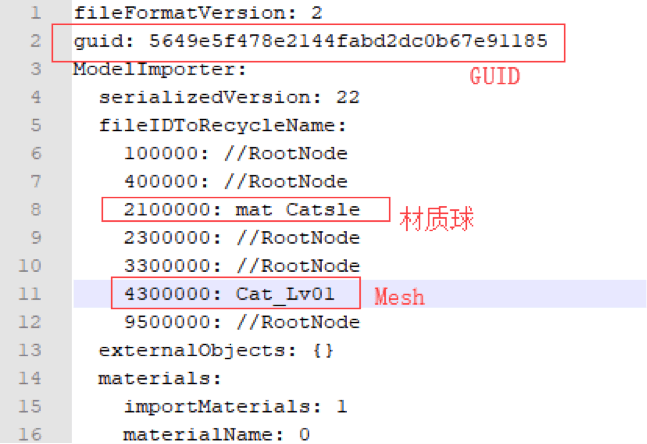 1 fileFormatVersion: 2
2 guid: 5649e5f478e2144fabd2dc0b67e91185
GUID
3 ModelImporter:
4 serializedVersion: 22
5 fileIDToRecycleName:
6 100000: //RootNode
7 400000: //RootNode
8 2100000: mat_Catsle 材质球
9 2300000: //RootNode
10 3300000: //RootNode
11 4300000: Cat_Lv01 Mesh
12 9500000: //RootNode
13 externalObjects: {}
14 materials:
15 importMaterials: 1
16 materialName: 0